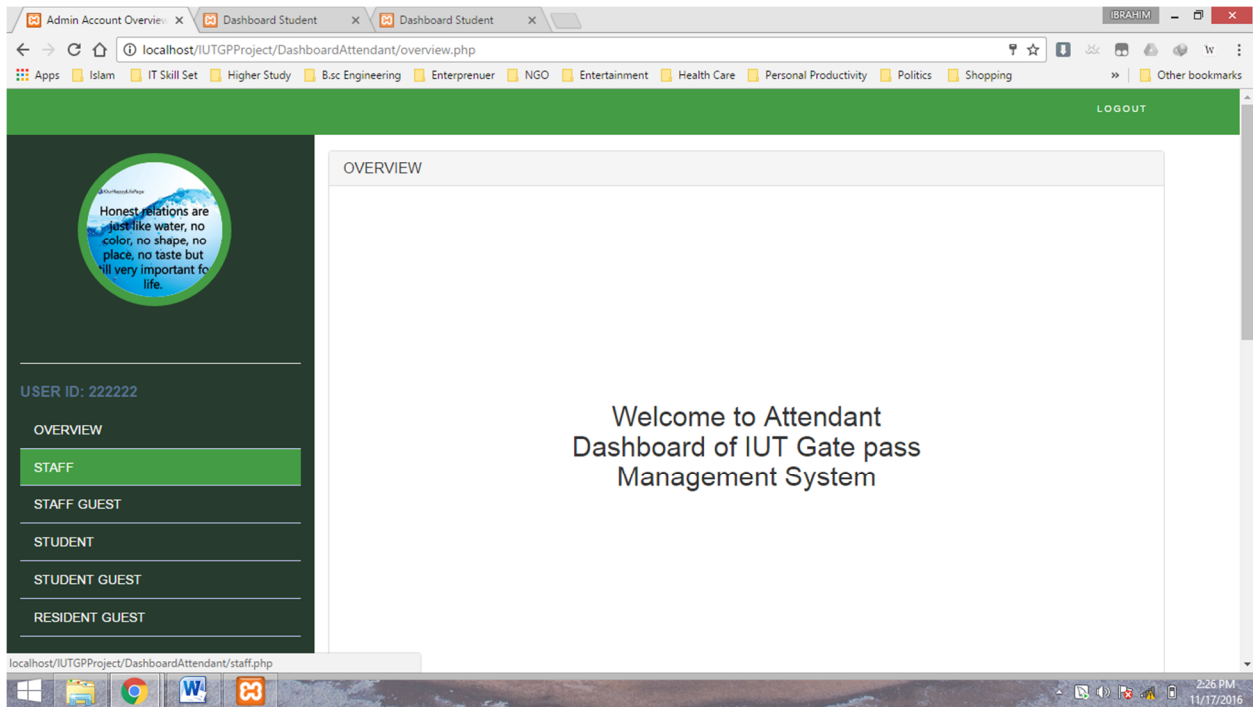 Admin Account Overview
Dashboard Student
Dashboard Student
IBRAHIM
localhost/IUTGPProject/DashboardAttendant/overview.php
W
Apps Islam IT Skill Set Higher Study B.sc Engineering Enterprenuer NGO Entertainment Health Care Personal Productivity Politics Shopping » Other bookmarks
LOGOUT
Honest relations are
just like water, no
color, no shape, no
place, no taste but
still very important fo
life.
OVERVIEW
USER ID: 222222
OVERVIEW
STAFF
STAFF GUEST
STUDENT
STUDENT GUEST
RESIDENT GUEST
Welcome to Attendant
Dashboard of IUT Gate pass
Management System
localhost/IUTGPProject/DashboardAttendant/staff.php
2:26 PM
11/17/2016